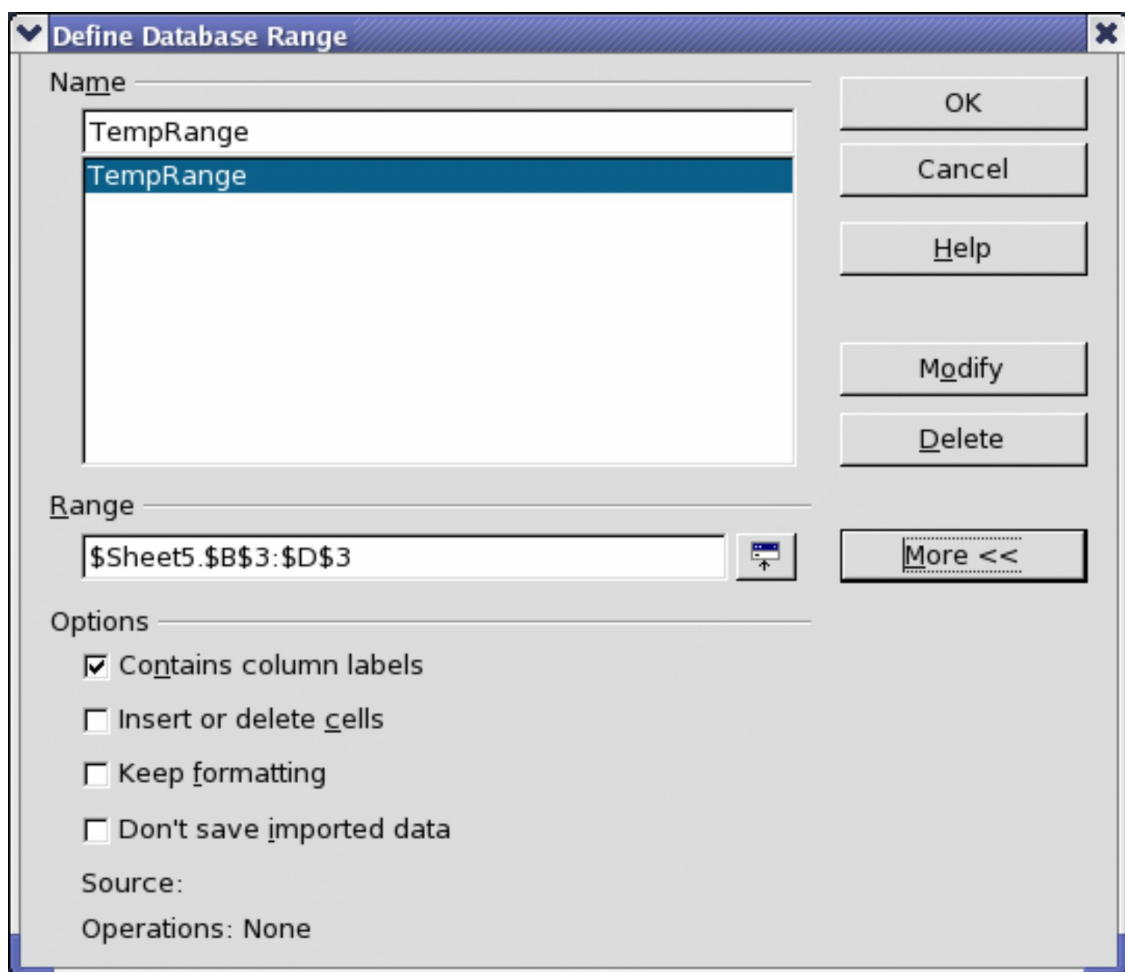 Define Database Range
Name
OK
TempRange
TempRange
Cancel
Help
Modify
Delete
Range
$Sheet5.$B$3:$D$3
More <<
Options
Contains column labels
Insert or delete cells
Keep formatting
Don't save imported data
Source:
Operations: None